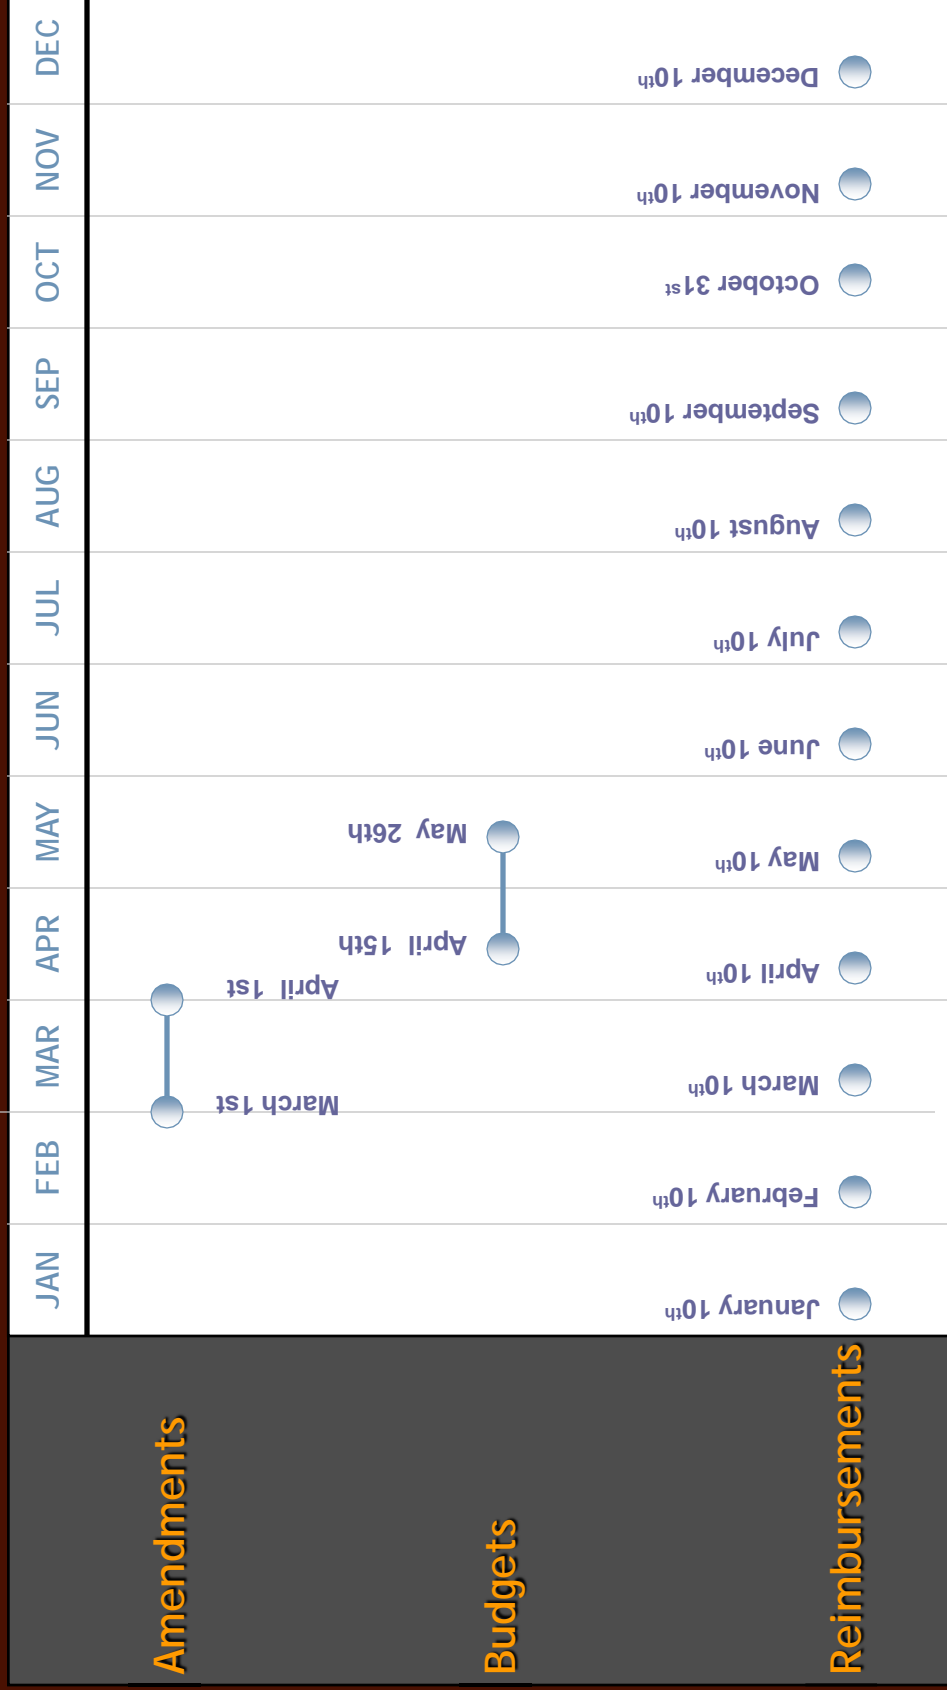 JAN
FEB
MAR
APR
MAY
JUN
JUL
AUG
SEP
OCT
NOV
DEC
Amendments
March 1st
April 1st
Budgets
April 15th
May 26th
Reimbursements
January 10th
February 10th
March 10th
April 10th
May 10th
June 10th
July 10th
August 10th
September 10th
October 31st
November 10th
December 10th